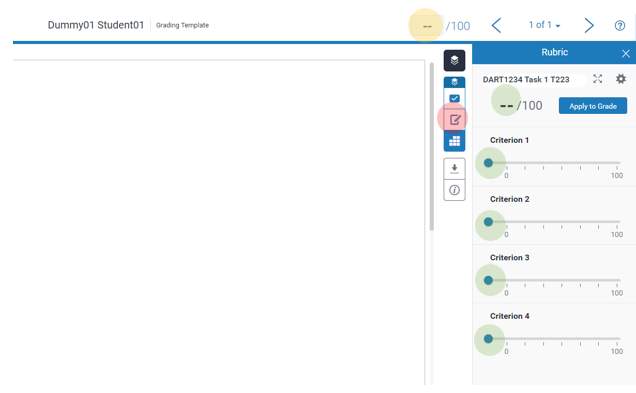 Dummy01 Student01 Grading Template -- /100 1 of 1
Rubric
DART1234 Task 1 T223
-- /100 Apply to Grade
Criterion 1
0 100
Criterion 2
0 100
Criterion 3
0 100
Criterion 4
0 100